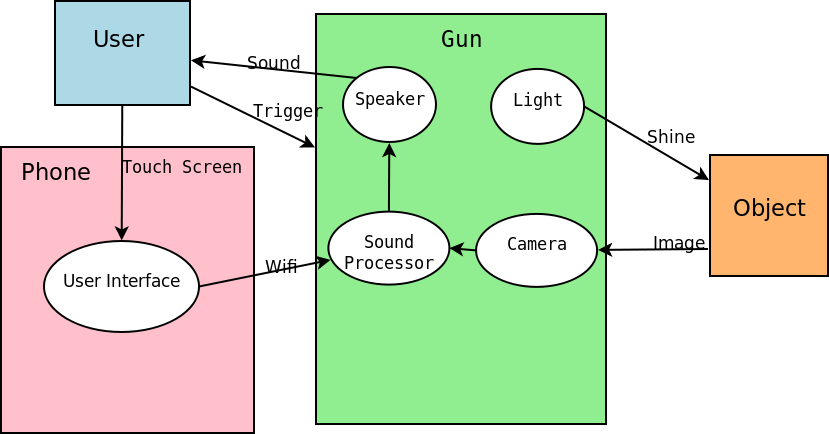 User
Gun
Sound
Speaker
Light
Trigger
Shine
Phone
Touch Screen
Object
Sound
Processor
Camera
Image
Wifi
User Interface